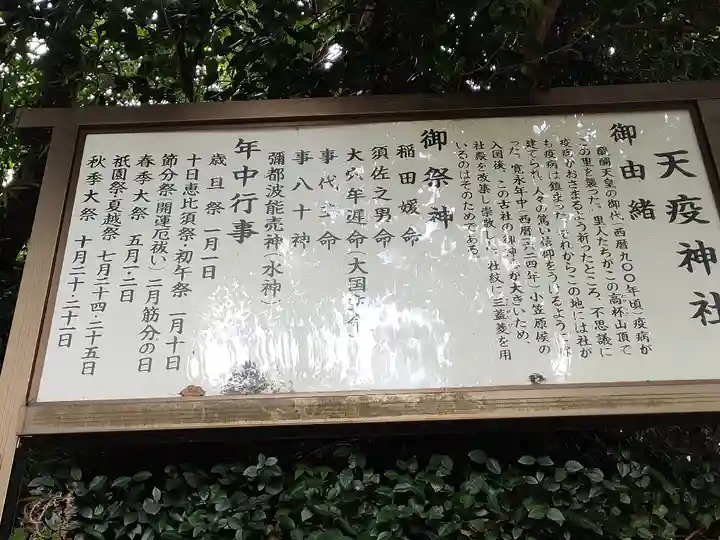 天疫神社
御由緒
醍醐天皇の御代(西暦九〇〇年頃)疫病が
この里を襲った。里人たちがこの高杯山頂で
疫病がおさまるよう祈ったところ、不思議に
も疫病は鎮まった。それからこの地には社が
建てられ、人々の篤い信仰をうけるように
った。寛永年中(西暦一六二四年)小笠原候の
入国後、この古社の御神 が大きいため、
社殿を改築し崇敬し 、社紋に三蓋菱を用
いるのはそのためである。
御祭神
稲田媛命
須佐之男命
大穴牟遅命(大国主命)
事代主命
事八十神
彌都波能売神(水神)
年中行事
歳旦祭 一月一日
十日恵比須祭・初午祭 一月十日
節分祭(開運厄祓い)二月筋分の日
春季大祭 五月一・二日
祇園祭・夏越祭 七月二十四・二十五日
秋季大祭 十月二十・二十一日